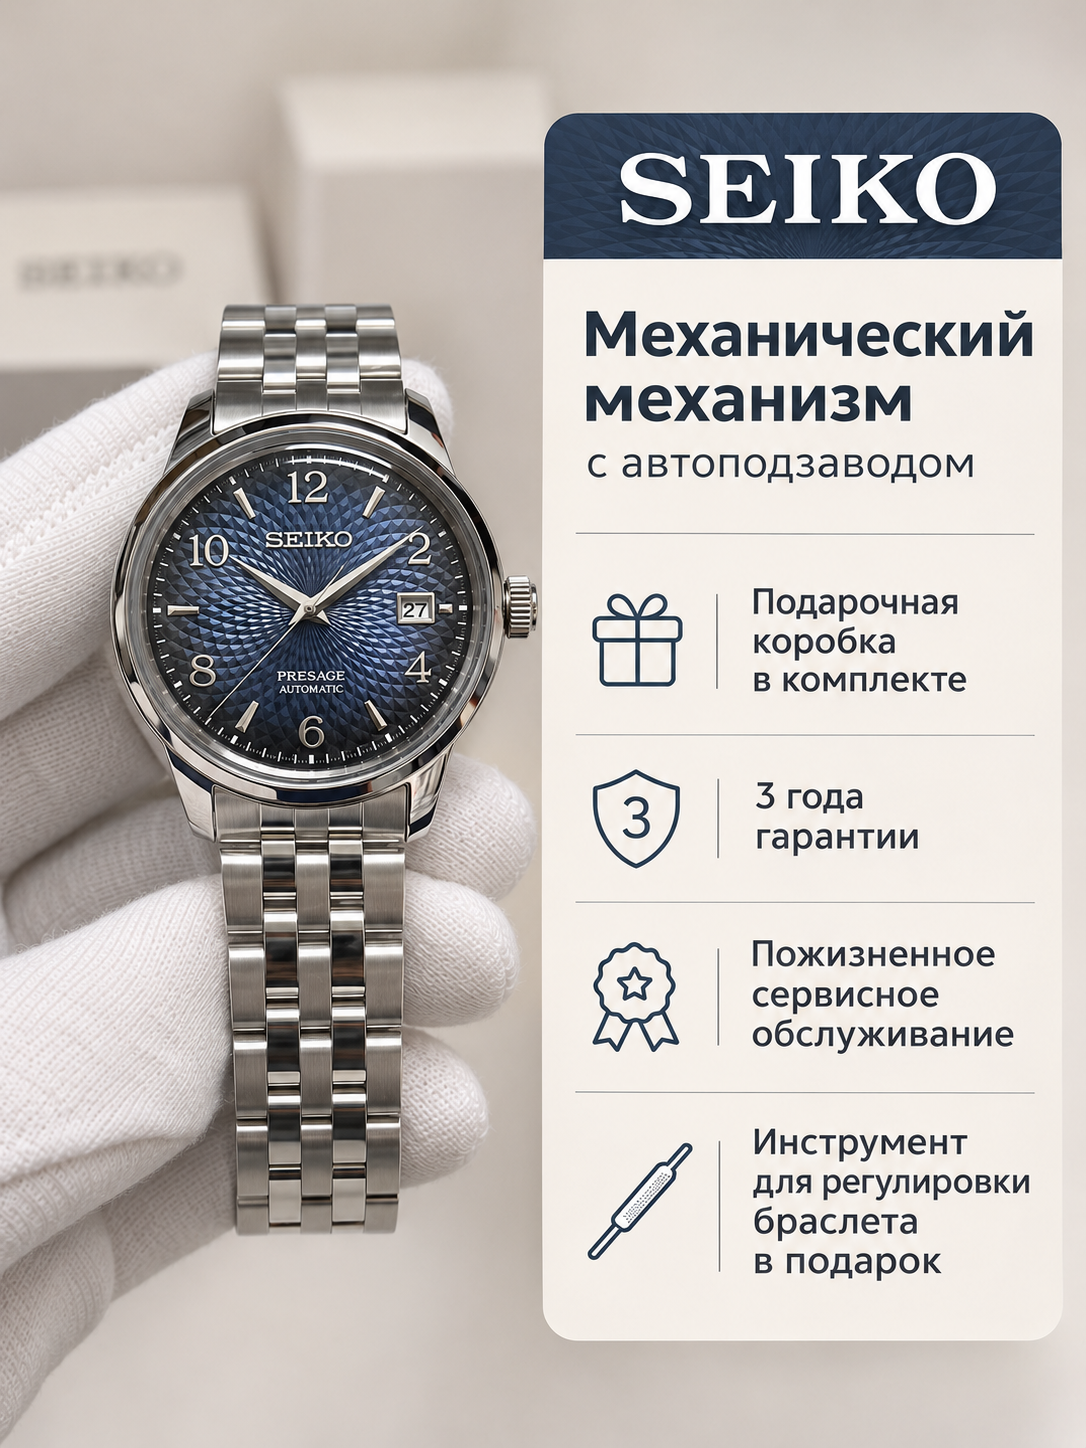 SEIKO
SEIKO
Механический
механизм
с автоподзаводом
12
SEIKO
10
2
27
8
4
PRESAGE
AUTOMATIC
6
Подарочная
коробка
в комплекте
3
3 года
гарантии
Пожизненное
сервисное
обслуживание
Инструмент
для регулировки
браслета
в подарок